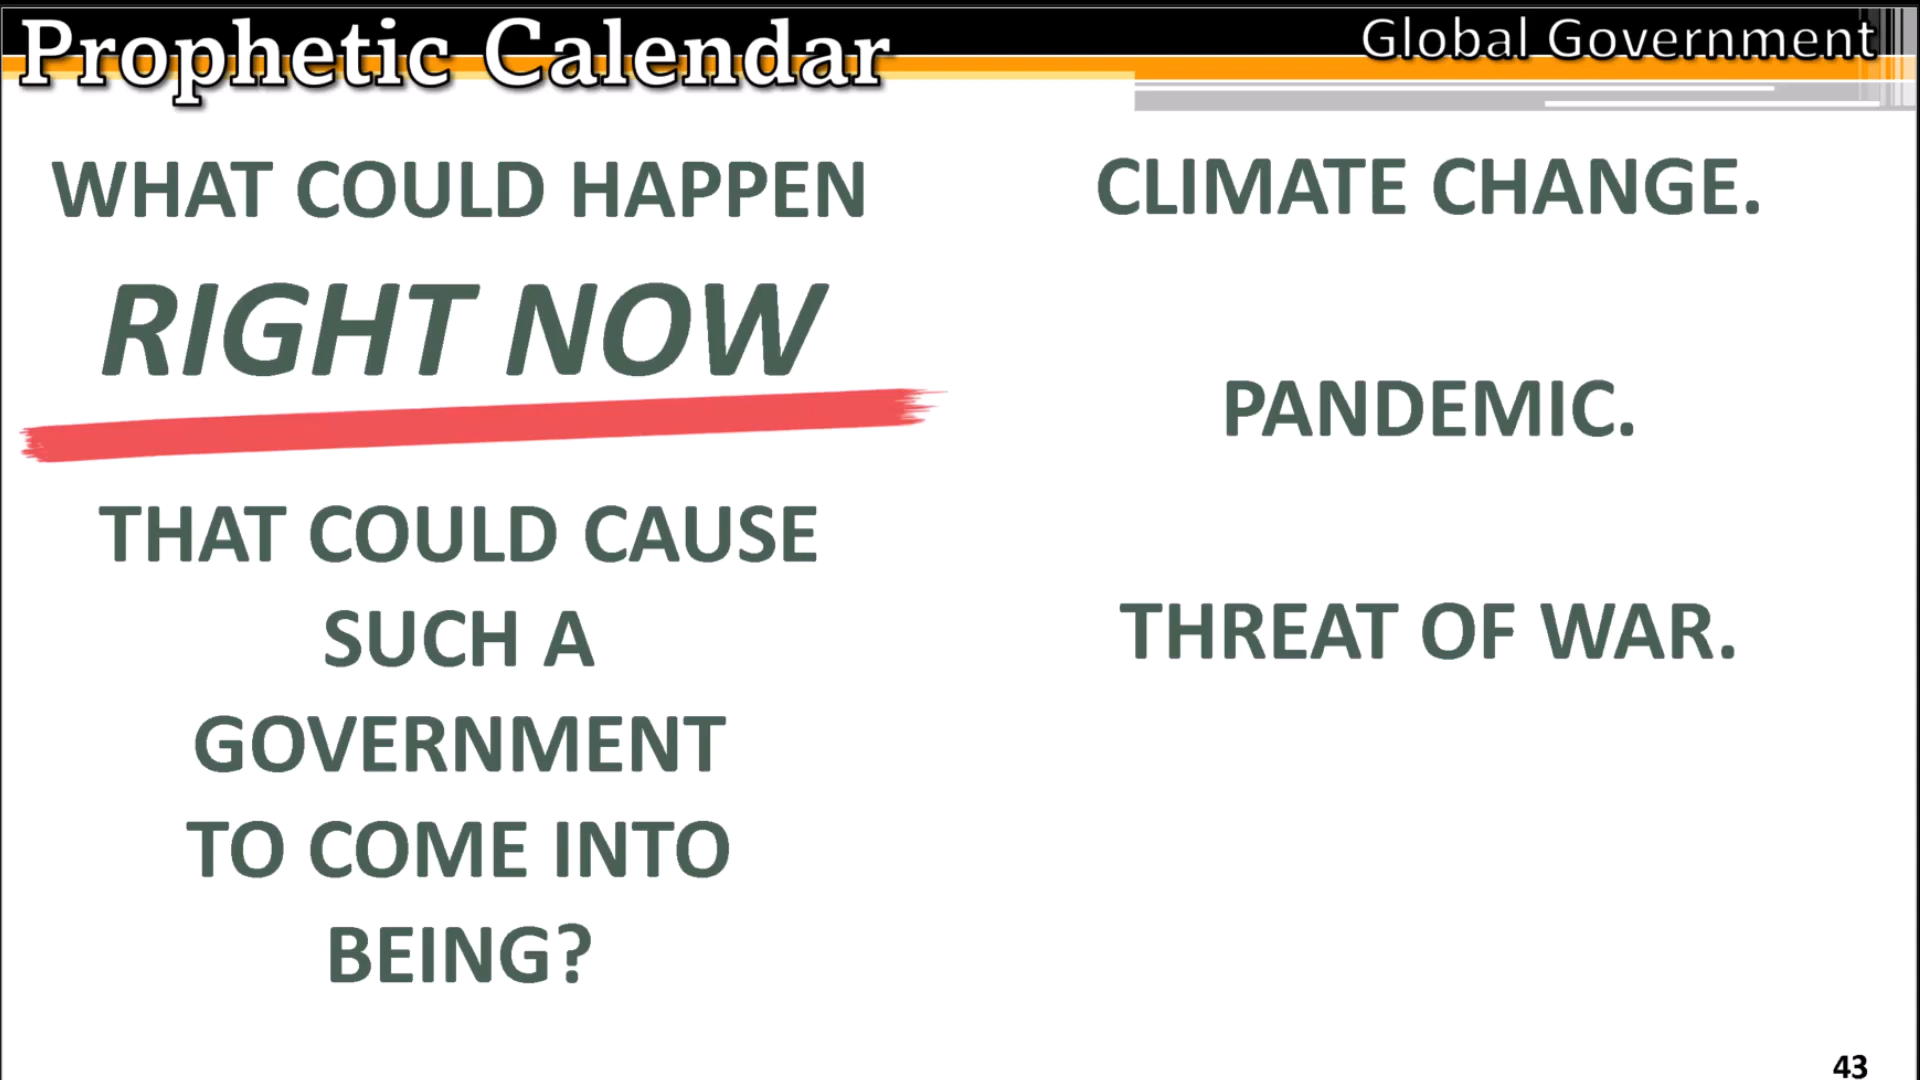 Prophetic Calendar
Global Government
WHAT COULD HAPPEN
RIGHT NOW
THAT COULD CAUSE
SUCH A
GOVERNMENT
TO COME INTO
BEING?
CLIMATE CHANGE.
PANDEMIC.
THREAT OF WAR.
43